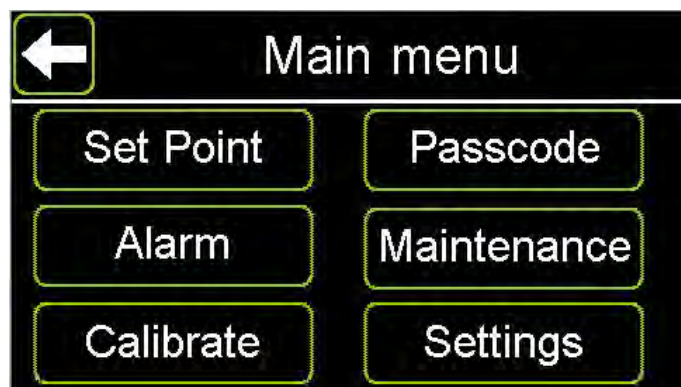 Main menu
Set Point
Passcode
Alarm
Maintenance
Calibrate
Settings